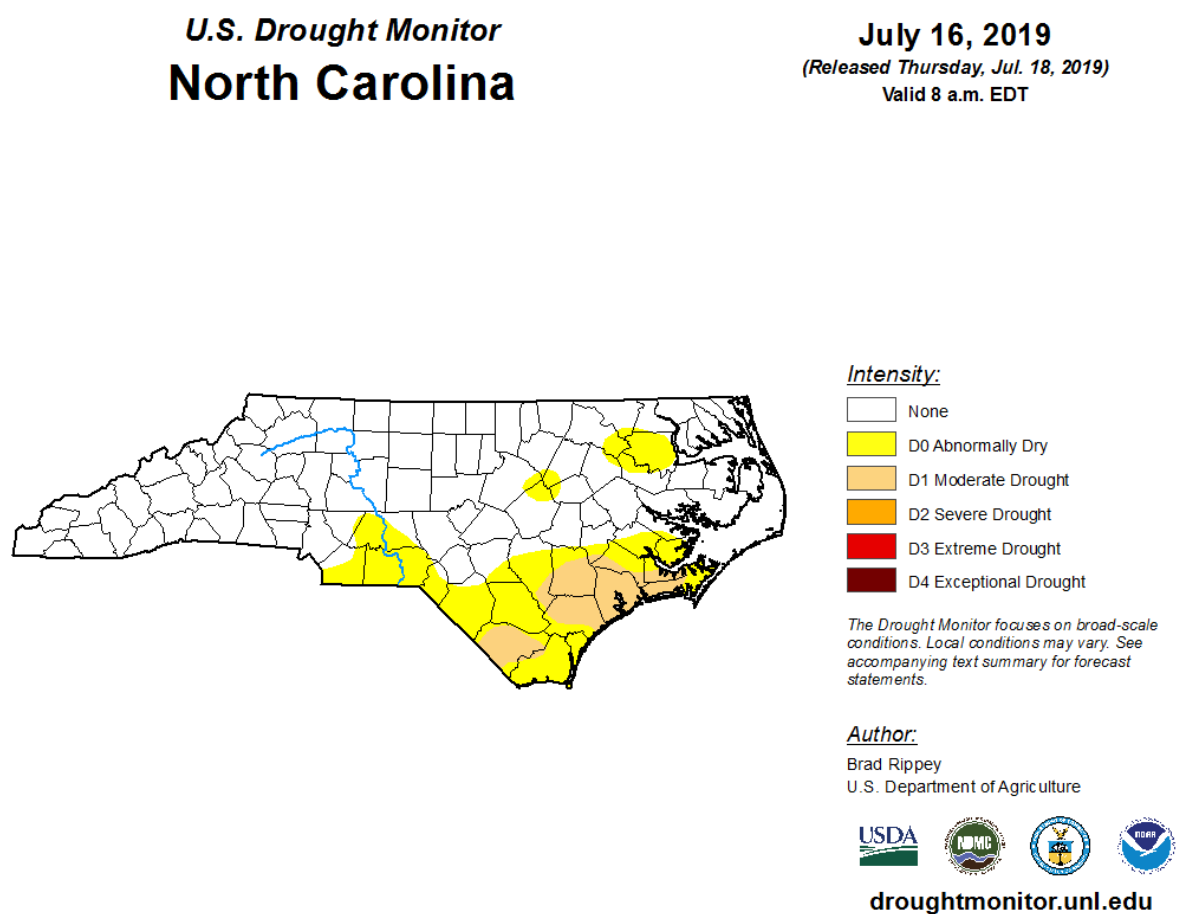 U.S. Drought Monitor
North Carolina
July 16, 2019
(Released Thursday, Jul. 18, 2019)
Valid 8 a.m. EDT
Intensity:
None
D0 Abnormally Dry
D1 Moderate Drought
D2 Severe Drought
D3 Extreme Drought
D4 Exceptional Drought
The Drought Monitor focuses on broad-scale
conditions. Local conditions may vary. See
accompanying text summary for forecast
statements.
Author:
Brad Rippey
U.S. Department of Agriculture
USDA
NDMC
NOAA
droughtmonitor.unl.edu